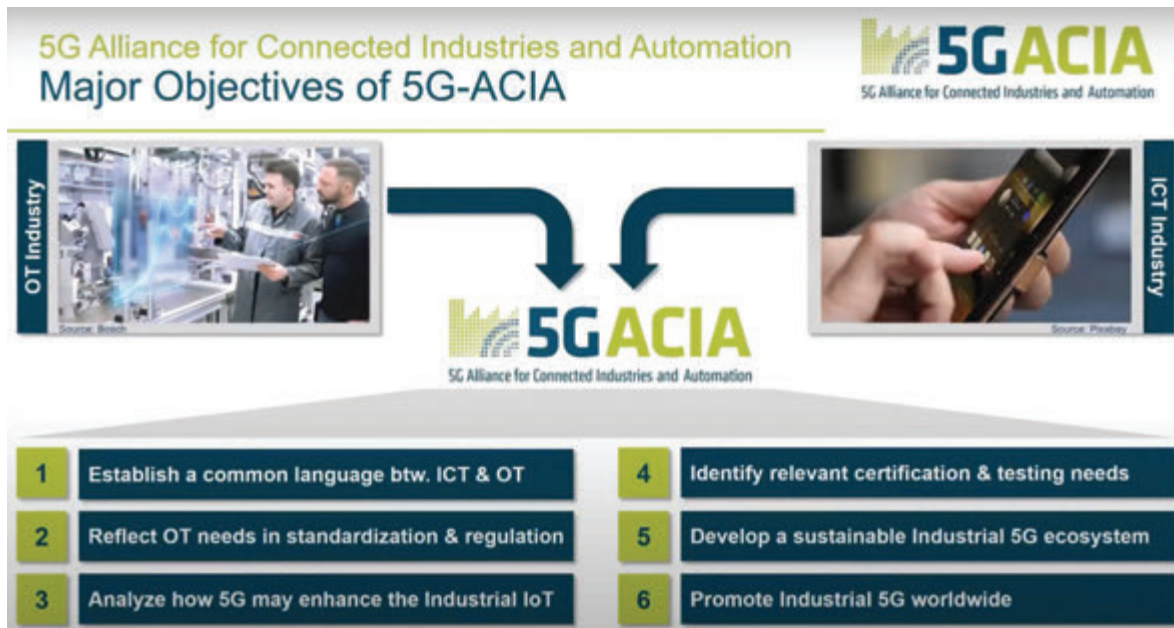 5G Alliance for Connected Industries and Automation
Major Objectives of 5G-ACIA
5GACIA
5G Alliance for Connected Industries and Automation
OT Industry
Source: Bosch
ICT Industry
Source: Pixabay
5GACIA
5G Alliance for Connected Industries and Automation
1 Establish a common language btw. ICT & OT
2 Reflect OT needs in standardization & regulation
3 Analyze how 5G may enhance the Industrial IoT
4 Identify relevant certification & testing needs
5 Develop a sustainable Industrial 5G ecosystem
6 Promote Industrial 5G worldwide